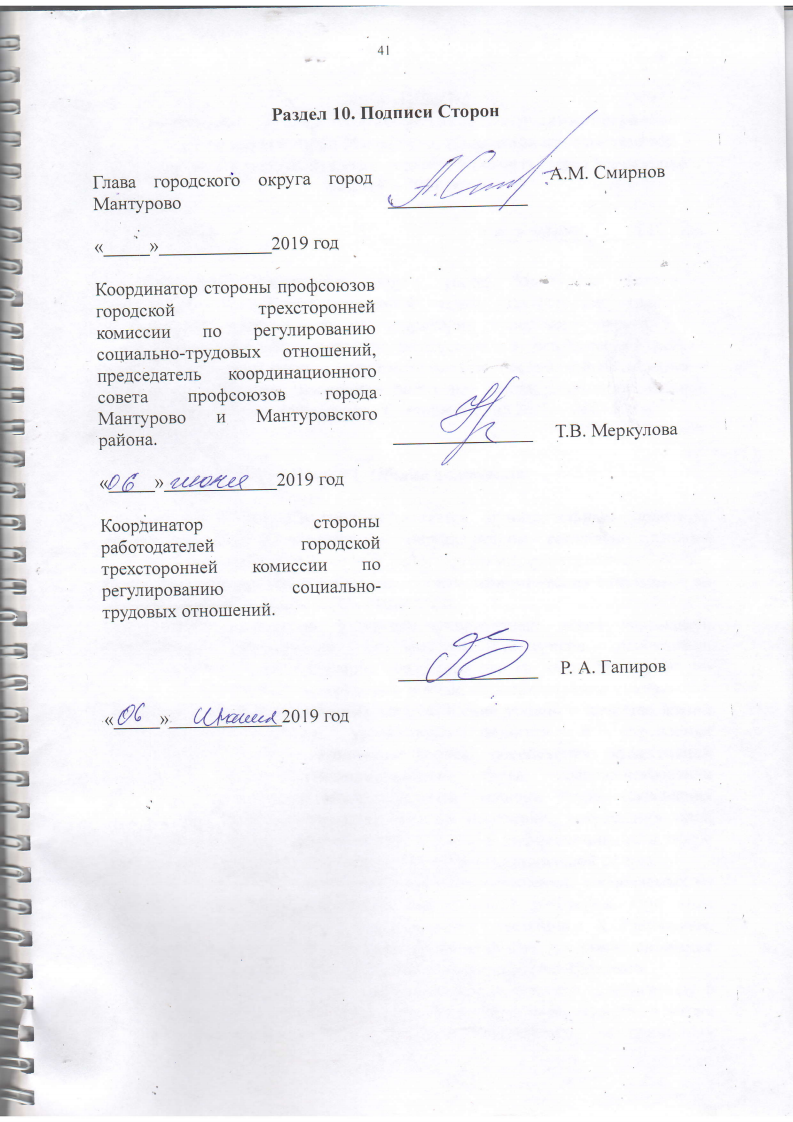 41
Раздел 10. Подписи Сторон
Глава городского округа город А.М. Смирнов
Мантурово
«_____»____________2019 год
Координатор стороны профсоюзов
городской трехсторонней
комиссии по регулированию
социально-трудовых отношений,
председатель координационного
совета профсоюзов города
Мантурово и Мантуровского
района. Т.В. Меркулова
«06» июня 2019 год
Координатор стороны
работодателей городской
трехсторонней комиссии по
регулированию социально-
трудовых отношений.
Р. А. Гапиров
«06» июня 2019 год